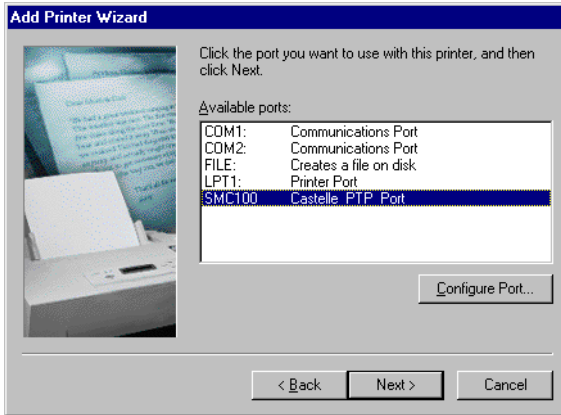 Add Printer Wizard
Click the port you want to use with this printer, and then
click Next.
Available ports:
COM1: Communications Port
COM2: Communications Port
FILE: Creates a file on disk
LPT1: Printer Port
SMC100 Castelle PTP Port
Configure Port...
< Back Next > Cancel